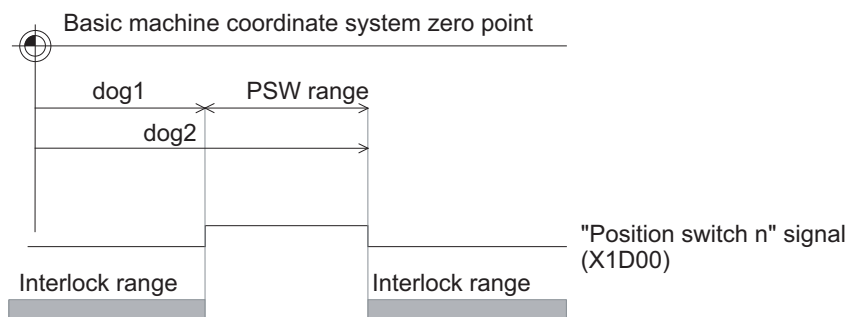 Basic machine coordinate system zero point
dog1
PSW range
dog2
"Position switch n" signal
(X1D00)
Interlock range
Interlock range